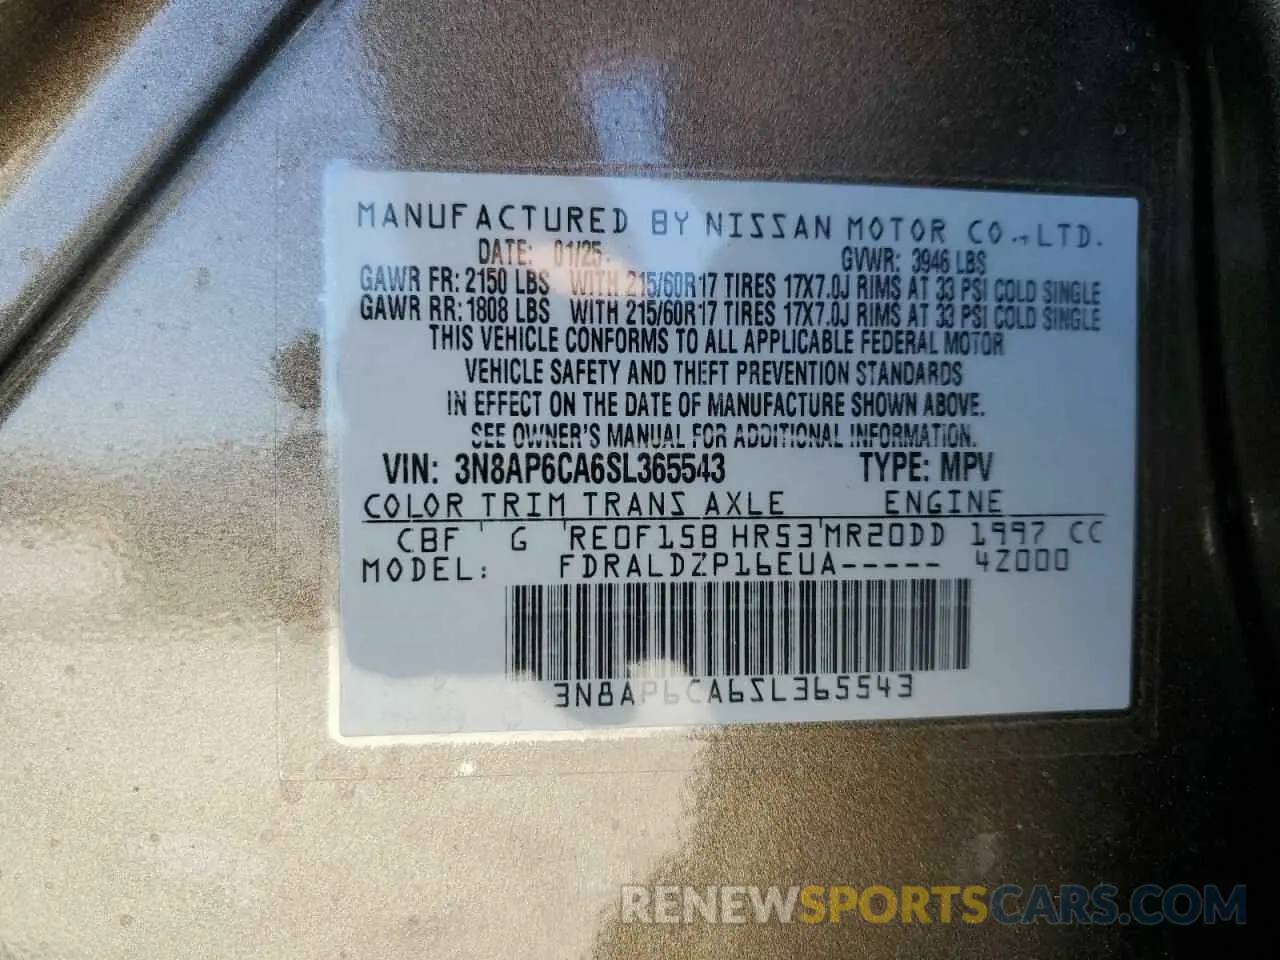 MANUFACTURED BY NISSAN MOTOR CO., LTD.
DATE: 01/25 GVWR: 3946 LBS
GAWR FR: 2150 LBS WITH 215/60R17 TIRES 17X7.0J RIMS AT 33 PSI COLD SINGLE
GAWR RR: 1808 LBS WITH 215/60R17 TIRES 17X7.0J RIMS AT 33 PSI COLD SINGLE
THIS VEHICLE CONFORMS TO ALL APPLICABLE FEDERAL MOTOR
VEHICLE SAFETY AND THEFT PREVENTION STANDARDS
IN EFFECT ON THE DATE OF MANUFACTURE SHOWN ABOVE.
SEE OWNER'S MANUAL FOR ADDITIONAL INFORMATION.
VIN: 3N8AP6CA6SL365543 TYPE: MPV
COLOR TRIM TRANS AXLE ENGINE
CBF G RE0F15B HR53 MR20DD 1997 CC
MODEL: FDRALDZP16EUA----- 42000
3N8AP6CA6SL365543
RENEWSPORTSCARS.COM